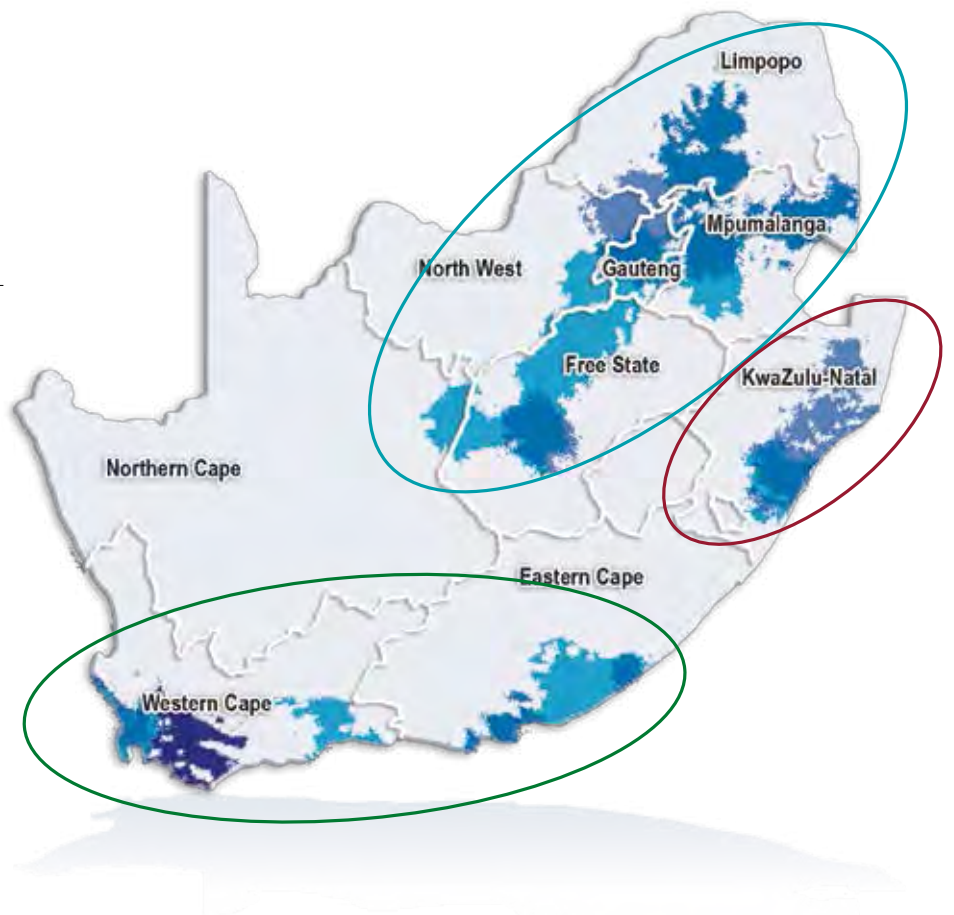 Limpopo
Mpumalanga
North West
Gauteng
Free State
KwaZulu-Natal
Northern Cape
Eastern Cape
Western Cape